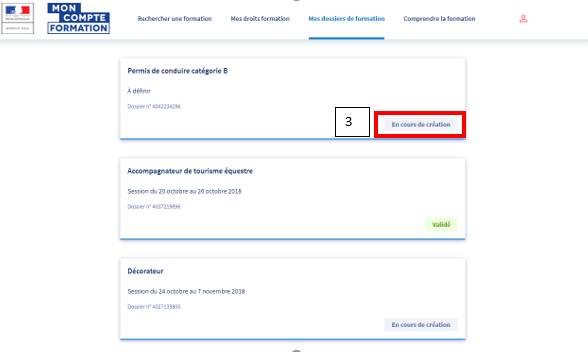 MON
COMPTE
FORMATION
Rechercher une formation
Mes droits formation
Mes dossiers de formation
Comprendre la formation
Permis de conduire catégorie B
À définir
Dossier n° 4042234286
3
En cours de création
Accompagnateur de tourisme équestre
Session du 20 octobre au 26 octobre 2018
Dossier n° 4037219896
Validé
Décorateur
Session du 24 octobre au 7 novembre 2018
Dossier n° 4027135865
En cours de création